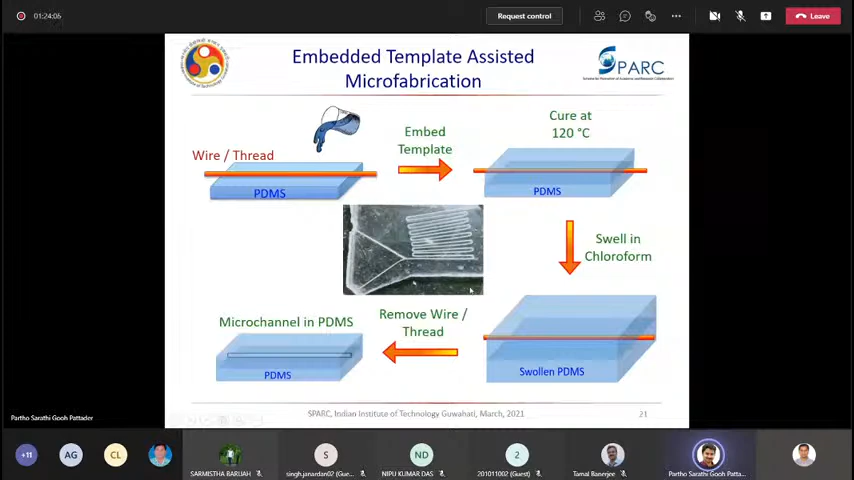 01:24:05
Request control
Leave
Embedded Template Assisted
Microfabrication
SPARC
Wire / Thread
PDMS
Embed
Template
Cure at
120 °C
PDMS
Swell in
Chloroform
Swollen PDMS
Remove Wire /
Thread
Microchannel in PDMS
PDMS
SPARC, Indian Institute of Technology Guwahati, March, 2021
21
Partho Sarathi Gooh Pattader
+11
AG
CL
SARMISTHA BARUAH
S
singh.janardan02 (Gue...
ND
NIPU KUMAR DAS
2
201011002 (Guest)
Tamal Banerjee
Partho Sarathi Gooh Patta...